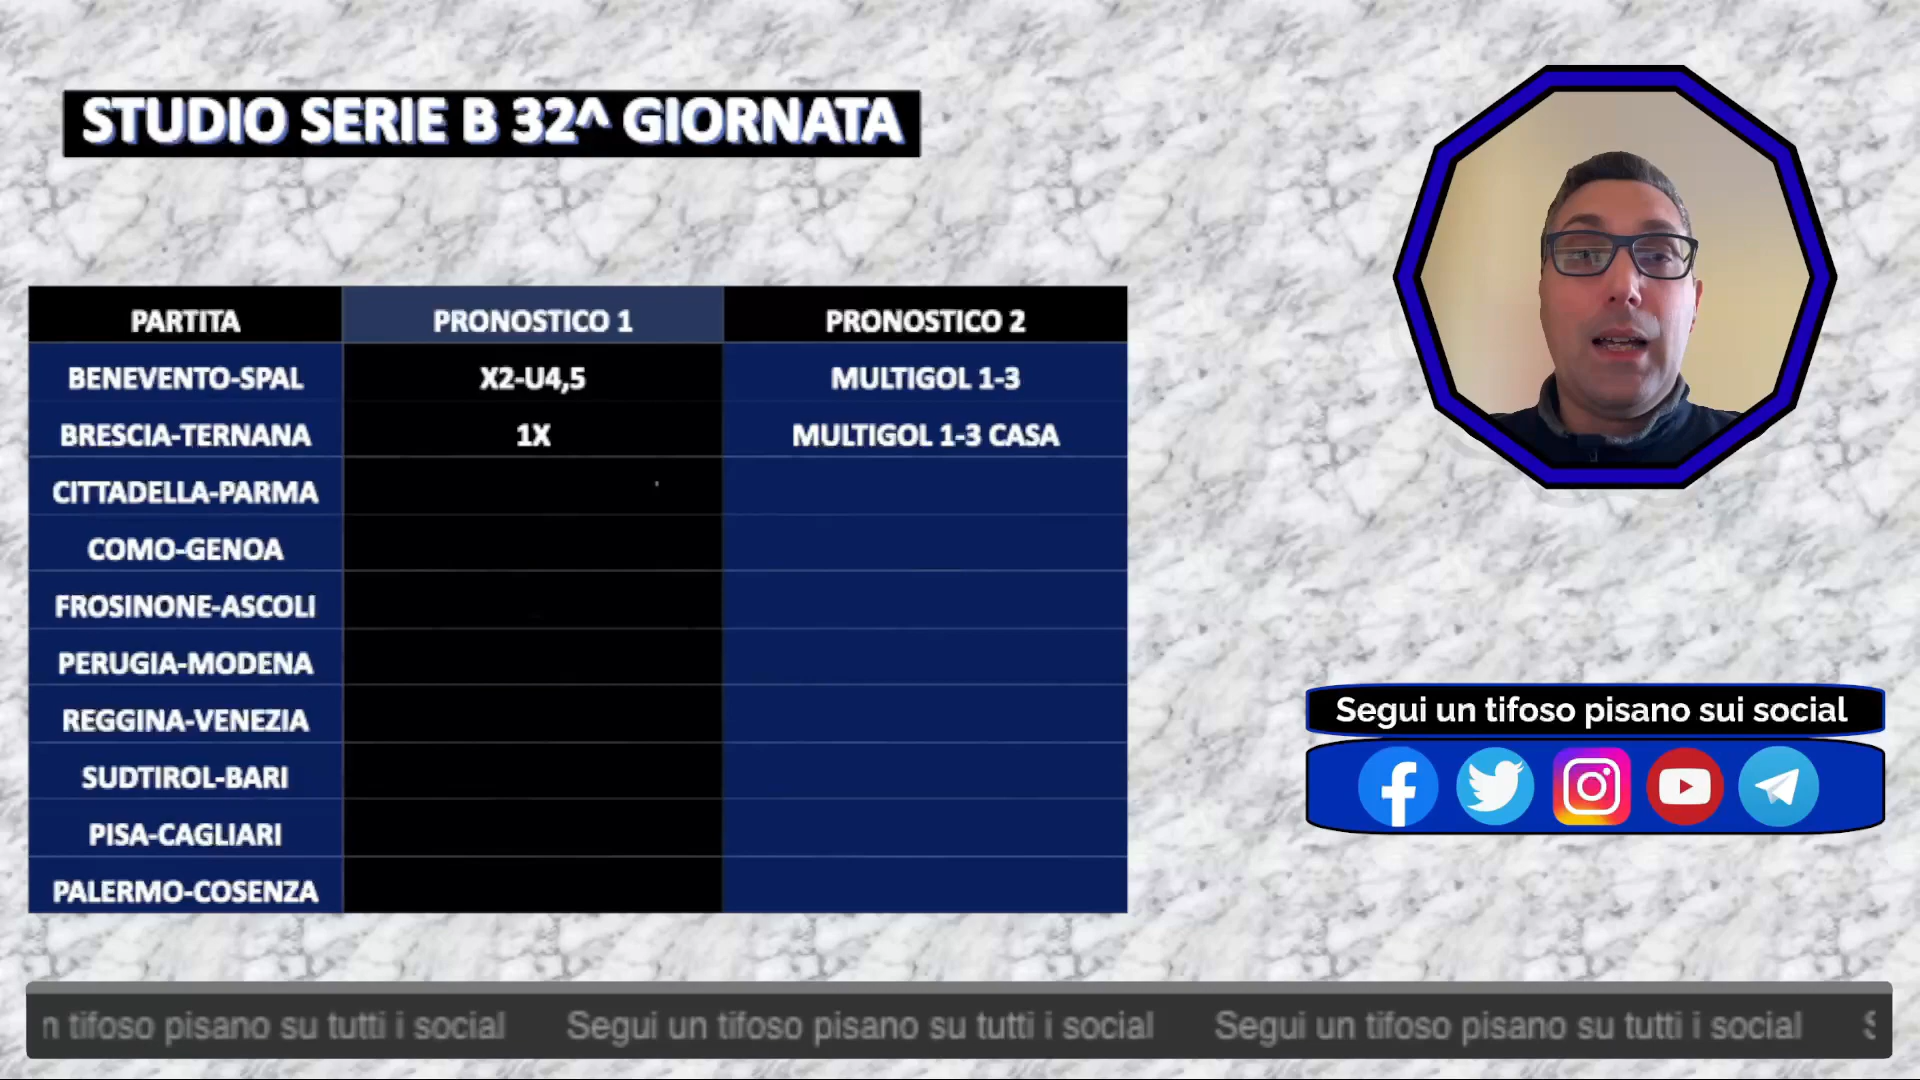 STUDIO SERIE B 32^ GIORNATA
PARTITA PRONOSTICO 1 PRONOSTICO 2
BENEVENTO-SPAL X2-U4,5 MULTIGOL 1-3
BRESCIA-TERNANA 1X MULTIGOL 1-3 CASA
CITTADELLA-PARMA
COMO-GENOA
FROSINONE-ASCOLI
PERUGIA-MODENA
REGGINA-VENEZIA
SUDTIROL-BARI
PISA-CAGLIARI
PALERMO-COSENZA
Segui un tifoso pisano sui social
n tifoso pisano su tutti i social Segui un tifoso pisano su tutti i social Segui un tifoso pisano su tutti i social S